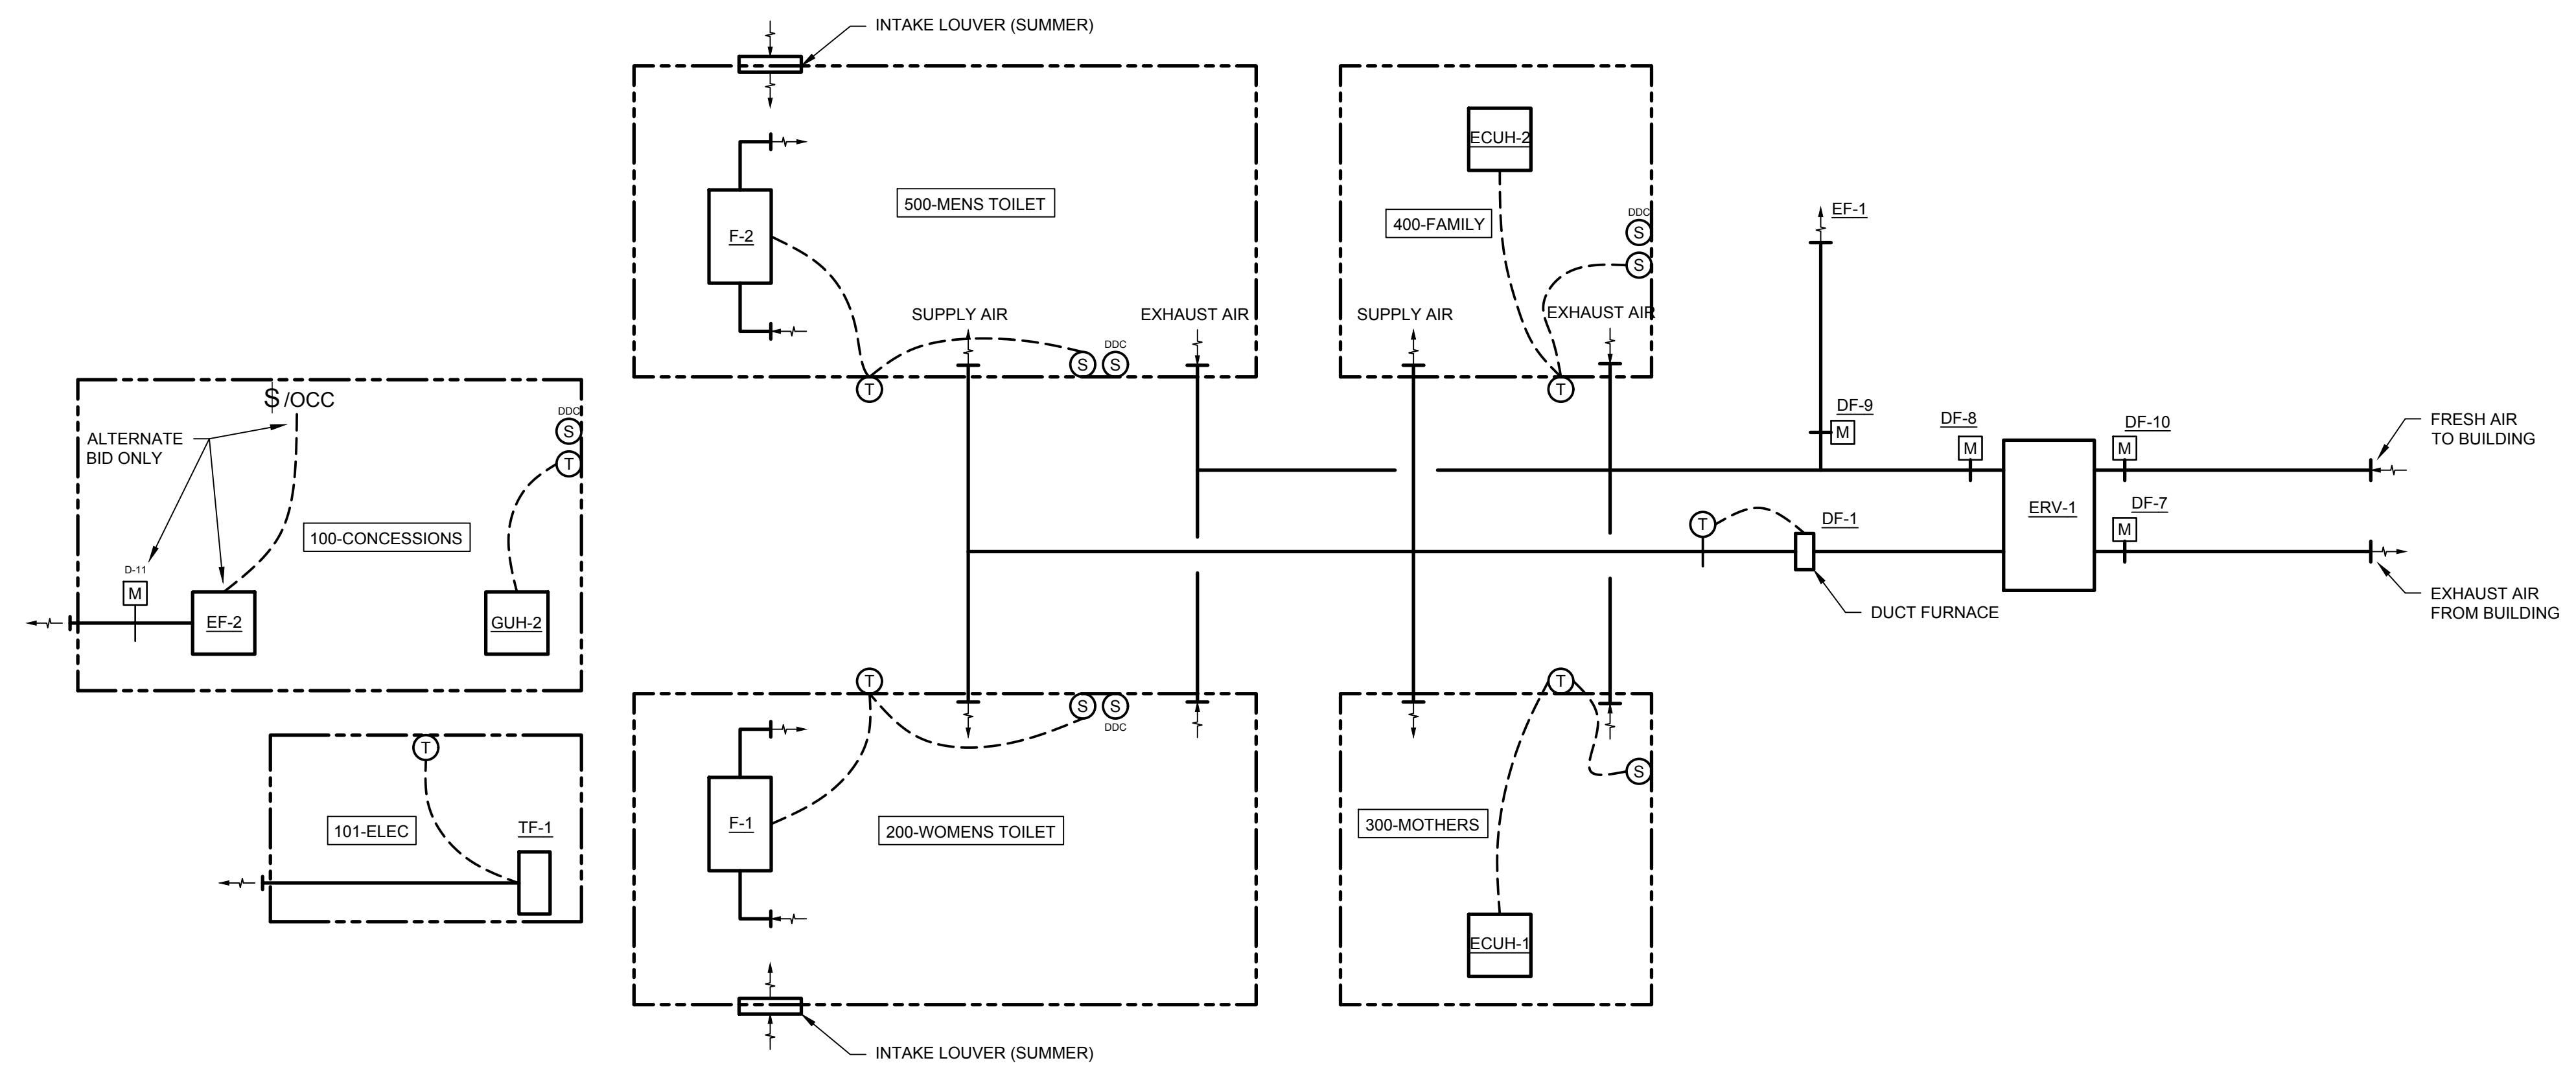 INTAKE LOUVER (SUMMER)
ECUH-2
500-MENS TOILET
F-2
400-FAMILY
DDC
S
S
EF-1
SUPPLY AIR
EXHAUST AIR
SUPPLY AIR
EXHAUST AIR
DDC
S
S
T
T
$/OCC
DDC
S
T
ALTERNATE
BID ONLY
DF-9
M
DF-8
M
DF-10
M
FRESH AIR
TO BUILDING
100-CONCESSIONS
D-11
M
EF-2
GUH-2
T
DF-1
ERV-1
DF-7
M
DUCT FURNACE
EXHAUST AIR
FROM BUILDING
T
T
S
S
DDC
S
T
101-ELEC
TF-1
F-1
200-WOMENS TOILET
300-MOTHERS
ECUH-1
INTAKE LOUVER (SUMMER)